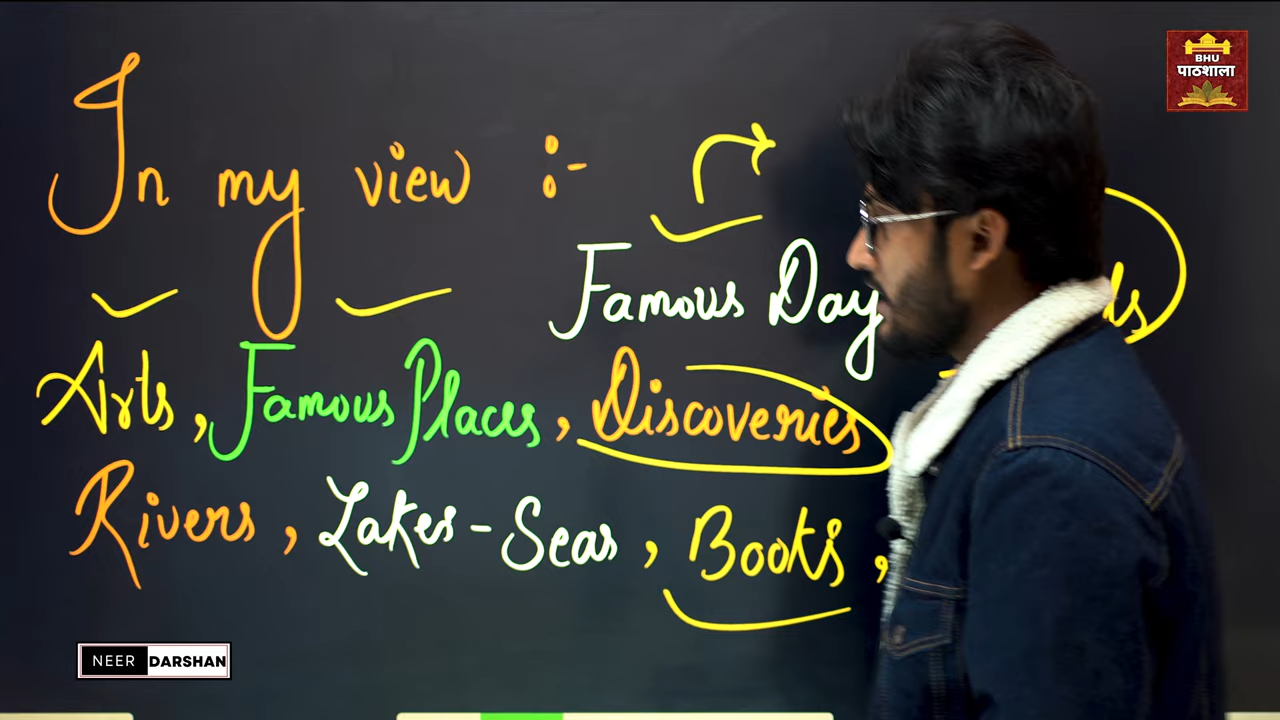 BHU
पाठशाला
In my view :-
Famous Day
Arts, Famous Places, Discoveries
Rivers, Lakes-Seas, Books,
NEER DARSHAN